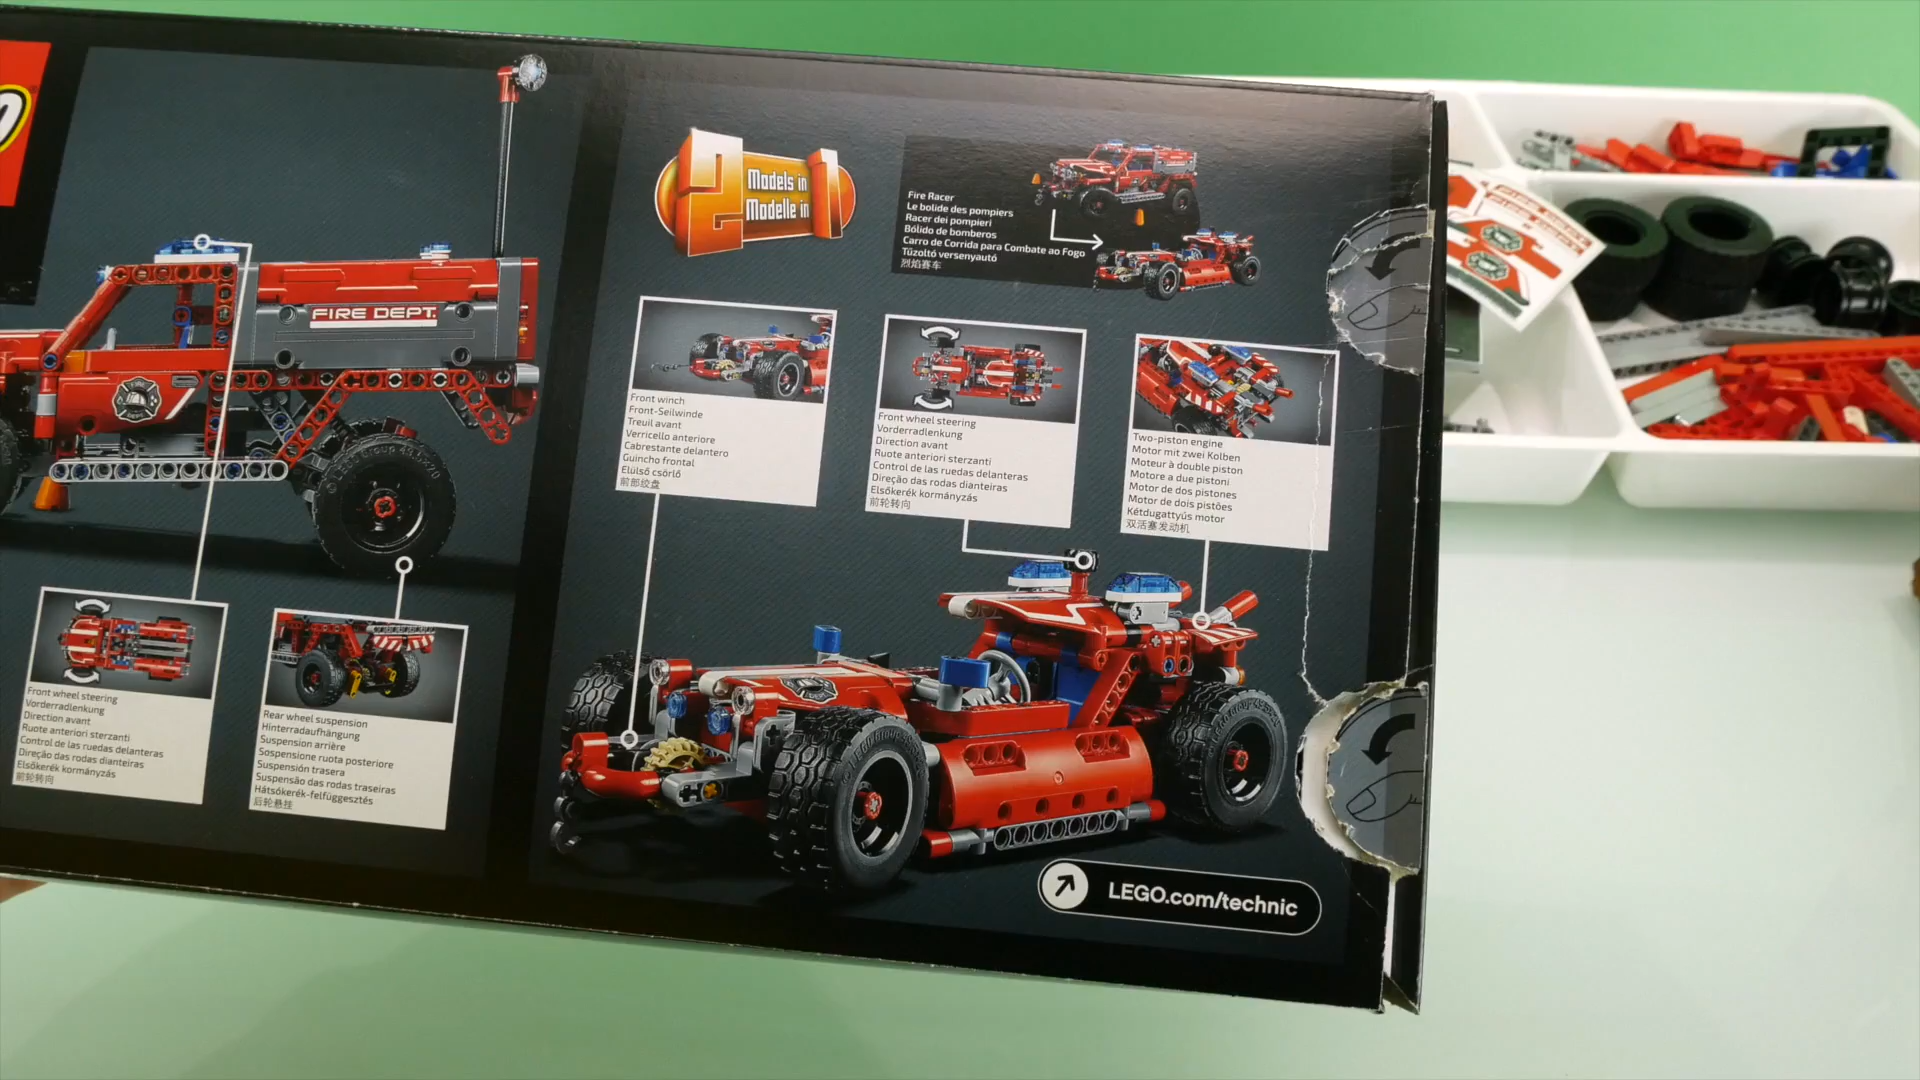 FIRE DEPT.
Front wheel steering
Vorderradlenkung
Direction avant
Ruote anteriori sterzanti
Control de las ruedas delanteras
Direção das rodas dianteiras
Elsőkerék kormányzás
前轮转向
Rear wheel suspension
Hinterradaufhängung
Suspension arrière
Sospensione ruota posteriore
Suspensión trasera
Suspensão das rodas traseiras
Hátsókerék-felfüggesztés
后轮悬挂
2 Models in 1
Modelle in
Fire Racer
Le bolide des pompiers
Racer dei pompieri
Bólido de bomberos
Carro de Corrida para Combate ao Fogo
Tűzoltó versenyautó
烈焰赛车
Front winch
Front-Seilwinde
Treuil avant
Verricello anteriore
Cabrestante delantero
Guincho frontal
Elülső csörlő
前部绞盘
Front wheel steering
Vorderradlenkung
Direction avant
Ruote anteriori sterzanti
Control de las ruedas delanteras
Direção das rodas dianteiras
Elsőkerék kormányzás
前轮转向
Two-piston engine
Motor mit zwei Kolben
Moteur à double piston
Motore a due pistoni
Motor de dos pistones
Motor de dois pistões
Kétdugattyús motor
双活塞发动机
LEGO.com/technic